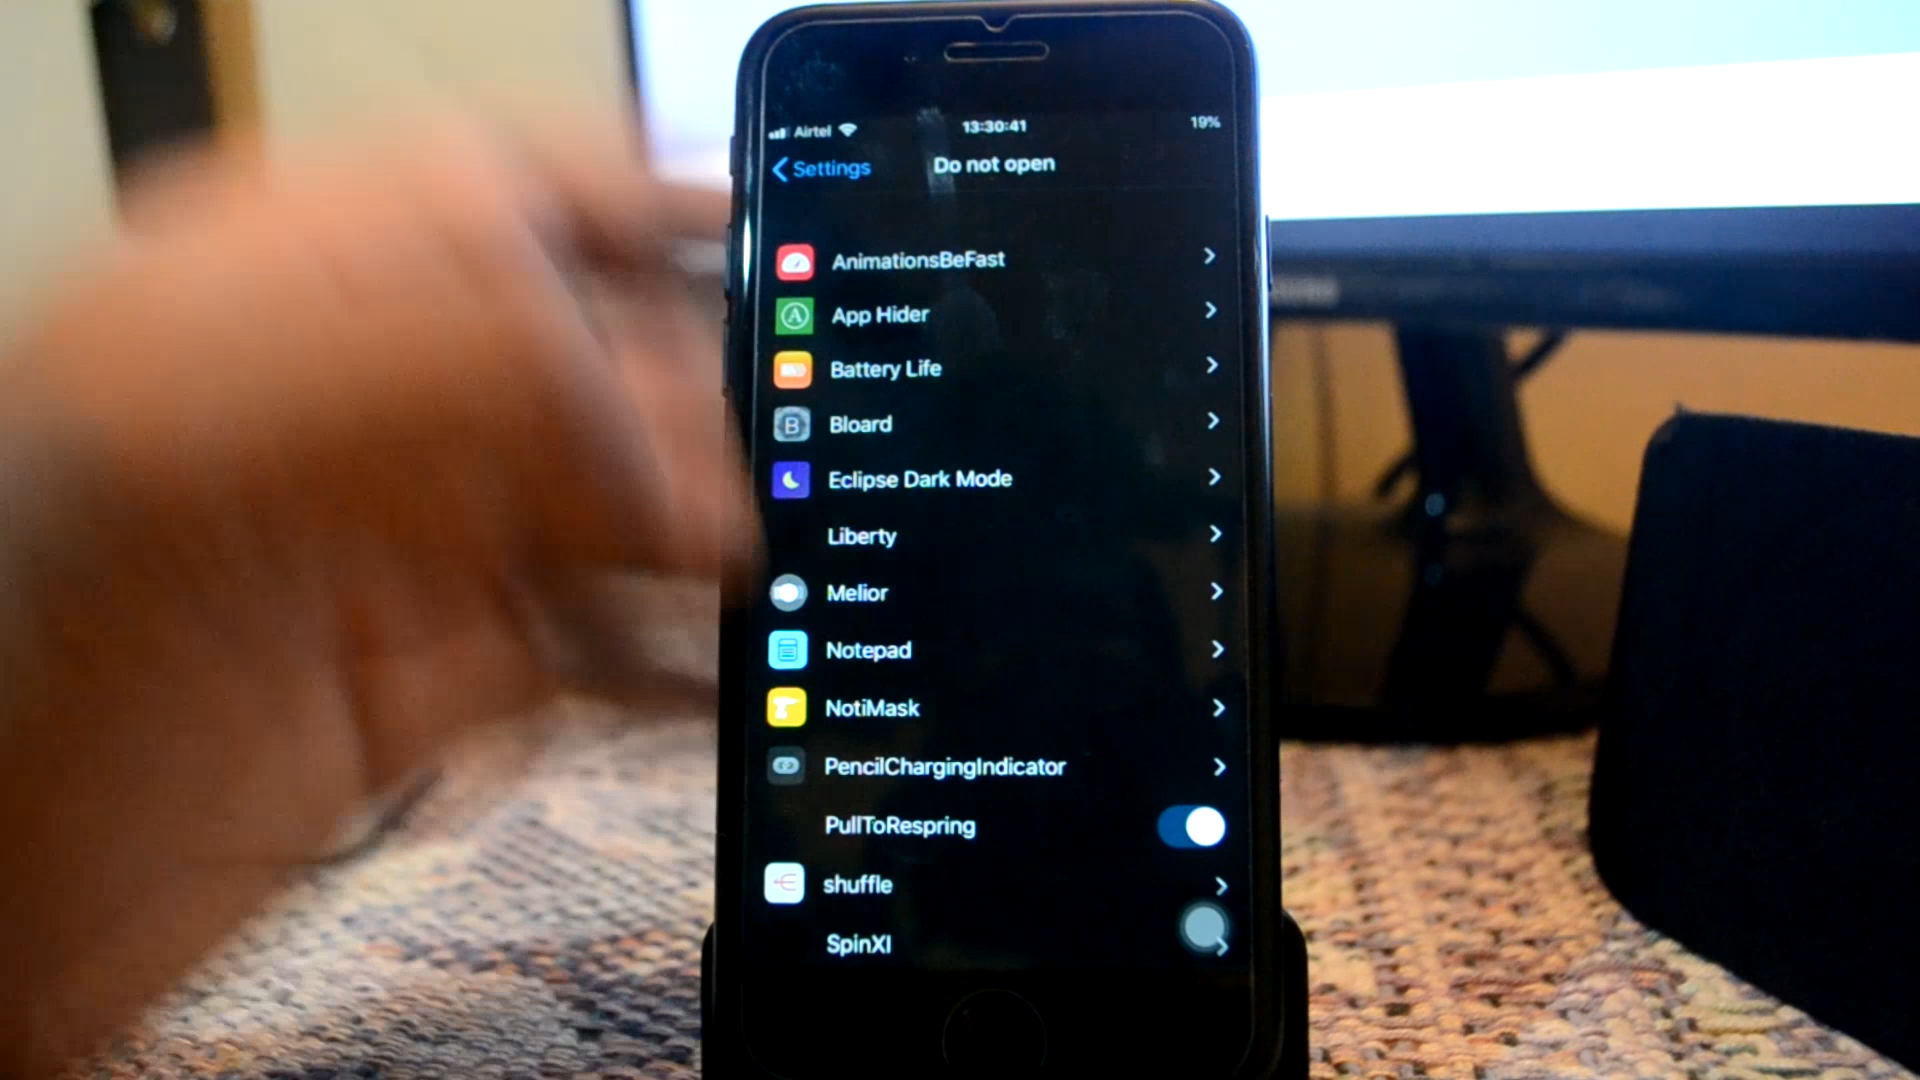 Airtel 13:30:41 19%
Settings Do not open
AnimationsBeFast
App Hider
Battery Life
B Bloard
Eclipse Dark Mode
Liberty
Melior
Notepad
NotiMask
PencilChargingIndicator
PullToRespring
shuffle
SpinXI